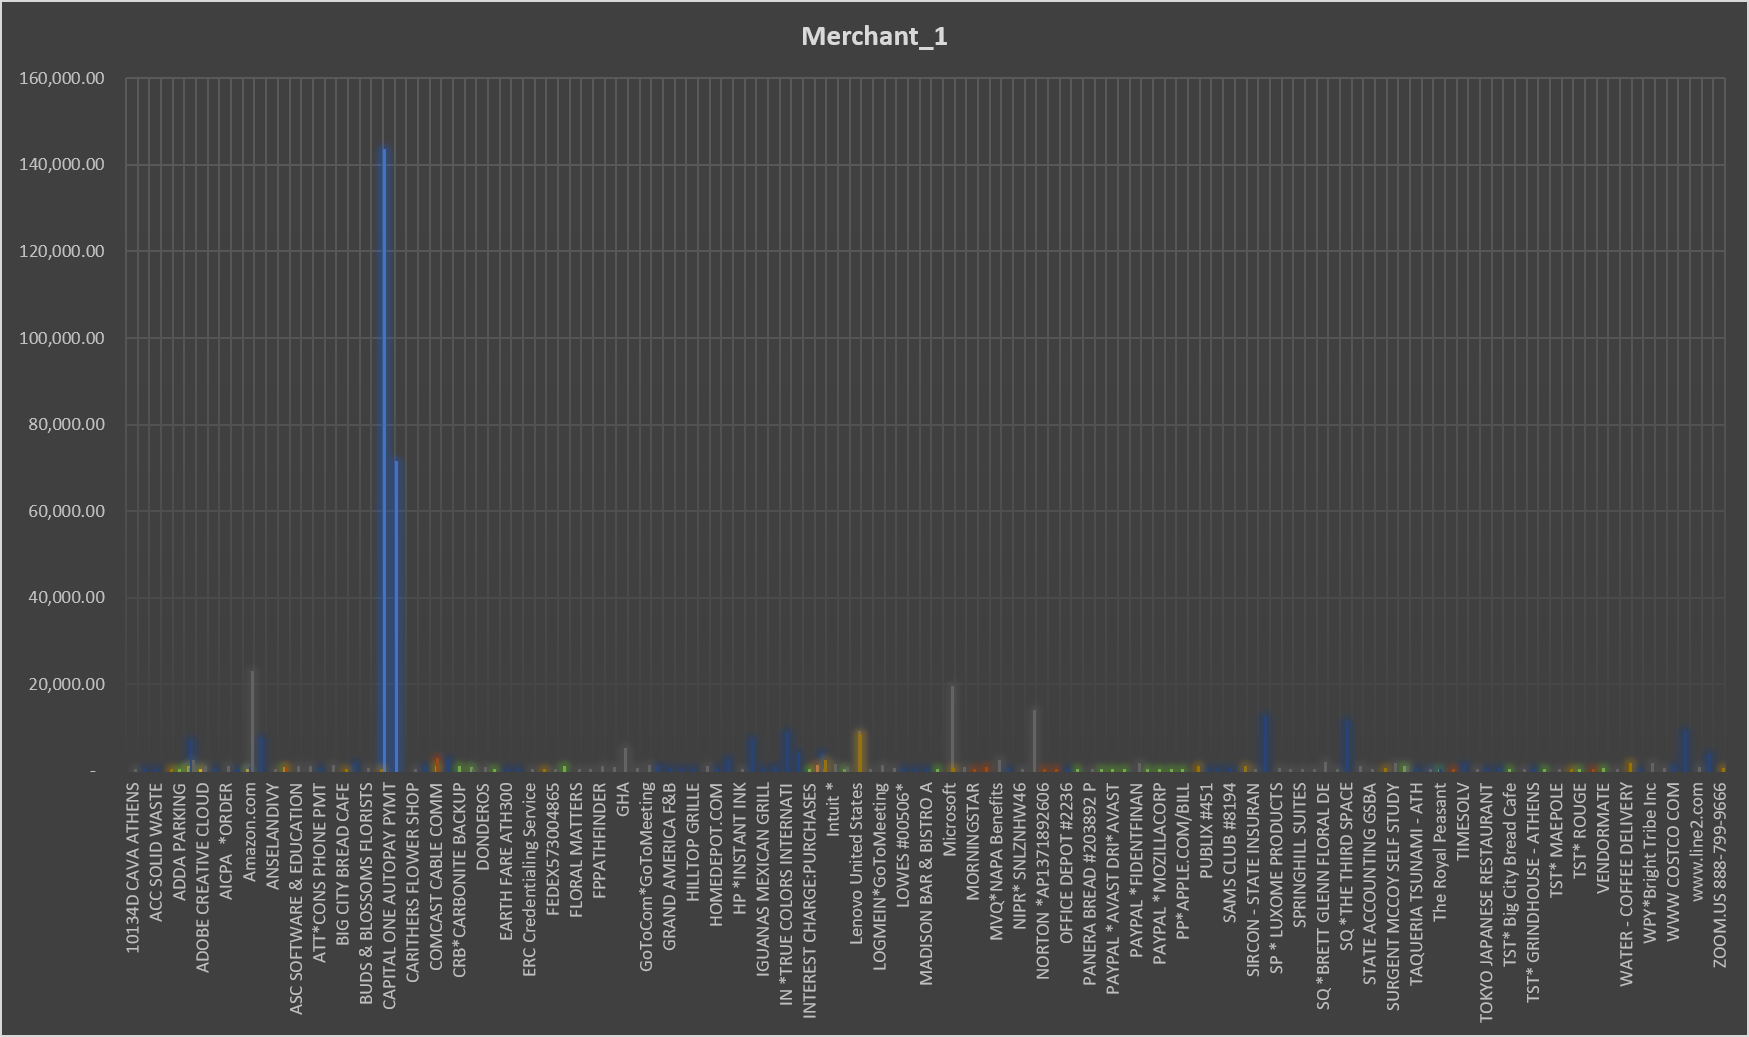 Merchant_1
160,000.00
140,000.00
120,000.00
100,000.00
80,000.00
60,000.00
40,000.00
20,000.00
-
10134D CAVA ATHENS
ACC SOLID WASTE
ADDA PARKING
ADOBE CREATIVE CLOUD
AICPA *ORDER
Amazon.com
ANSELANDIVY
ASC SOFTWARE & EDUCATION
ATT*CONS PHONE PMT
BIG CITY BREAD CAFE
BUDS & BLOSSOMS FLORISTS
CAPITAL ONE AUTOPAY PYMT
CARITHERS FLOWER SHOP
COMCAST CABLE COMM
CRB*CARBONITE BACKUP
DONDEROS
EARTH FARE ATH300
ERC Credentialing Service
FEDEX573004865
FLORAL MATTERS
FPPATHFINDER
GHA
GoToCom*GoToMeeting
GRAND AMERICA F&B
HILLTOP GRILLE
HOMEDEPOT.COM
HP *INSTANT INK
IGUANAS MEXICAN GRILL
IN *TRUE COLORS INTERNATI
INTEREST CHARGE:PURCHASES
Intuit *
Lenovo United States
LOGMEIN*GoToMeeting
LOWES #00506*
MADISON BAR & BISTRO A
Microsoft
MORNINGSTAR
MVQ*NAPA Benefits
NIPR* SNLZNHW46
NORTON *AP1371892606
OFFICE DEPOT #2236
PANERA BREAD #203892 P
PAYPAL *AVAST DRI*AVAST
PAYPAL *FIDENTFINAN
PAYPAL *MOZILLACORP
PP*APPLE.COM/BILL
PUBLIX #451
SAMS CLUB #8194
SIRCON - STATE INSURAN
SP * LUXOME PRODUCTS
SPRINGHILL SUITES
SQ *BRETT GLENN FLORAL DE
SQ *THE THIRD SPACE
STATE ACCOUNTING GSBA
SURGENT MCCOY SELF STUDY
TAQUERIA TSUNAMI - ATH
The Royal Peasant
TIMESOLV
TOKYO JAPANESE RESTAURANT
TST* Big City Bread Cafe
TST* GRINDHOUSE - ATHENS
TST* MAEPOLE
TST* ROUGE
VENDORMATE
WATER - COFFEE DELIVERY
WPY*Bright Tribe Inc
WWW COSTCO COM
www.line2.com
ZOOM.US 888-799-9666